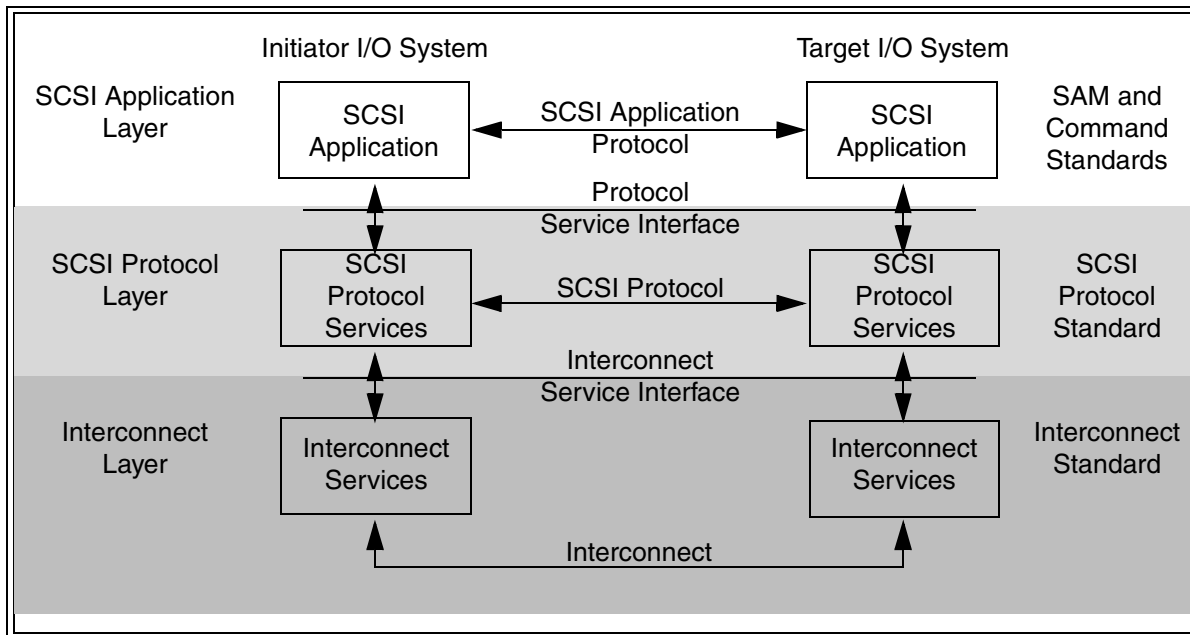 Initiator I/O System
Target I/O System
SCSI Application
Layer
SCSI
Application
SCSI Application
Protocol
SCSI
Application
SAM and
Command
Standards
Protocol
Service Interface
SCSI Protocol
Layer
SCSI
Protocol
Services
SCSI Protocol
SCSI
Protocol
Services
SCSI
Protocol
Standard
Interconnect
Service Interface
Interconnect
Layer
Interconnect
Services
Interconnect
Services
Interconnect
Standard
Interconnect